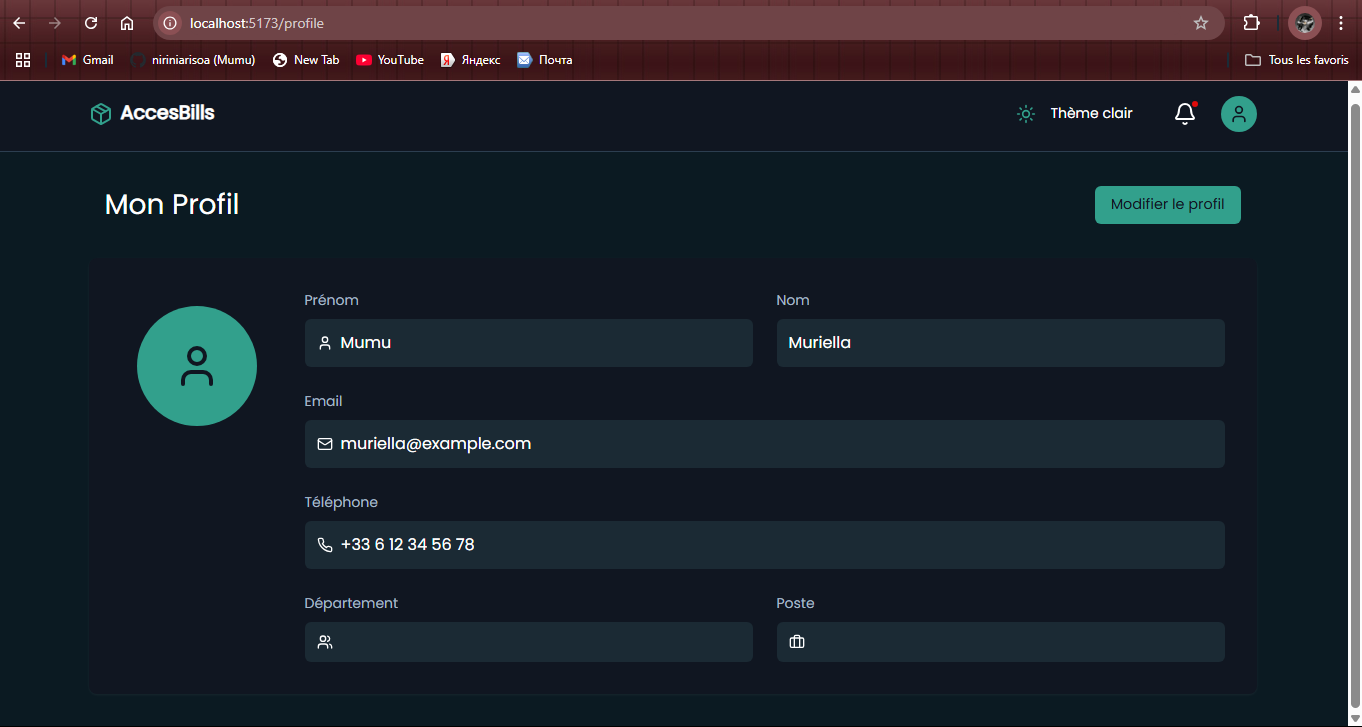 localhost:5173/profile
Gmail
niriniarisoa (Mumu)
New Tab
YouTube
Яндекс
Почта
Tous les favoris
AccesBills
Thème clair
Mon Profil
Modifier le profil
Prénom
Nom
Mumu
Muriella
Email
muriella@example.com
Téléphone
+33 6 12 34 56 78
Département
Poste